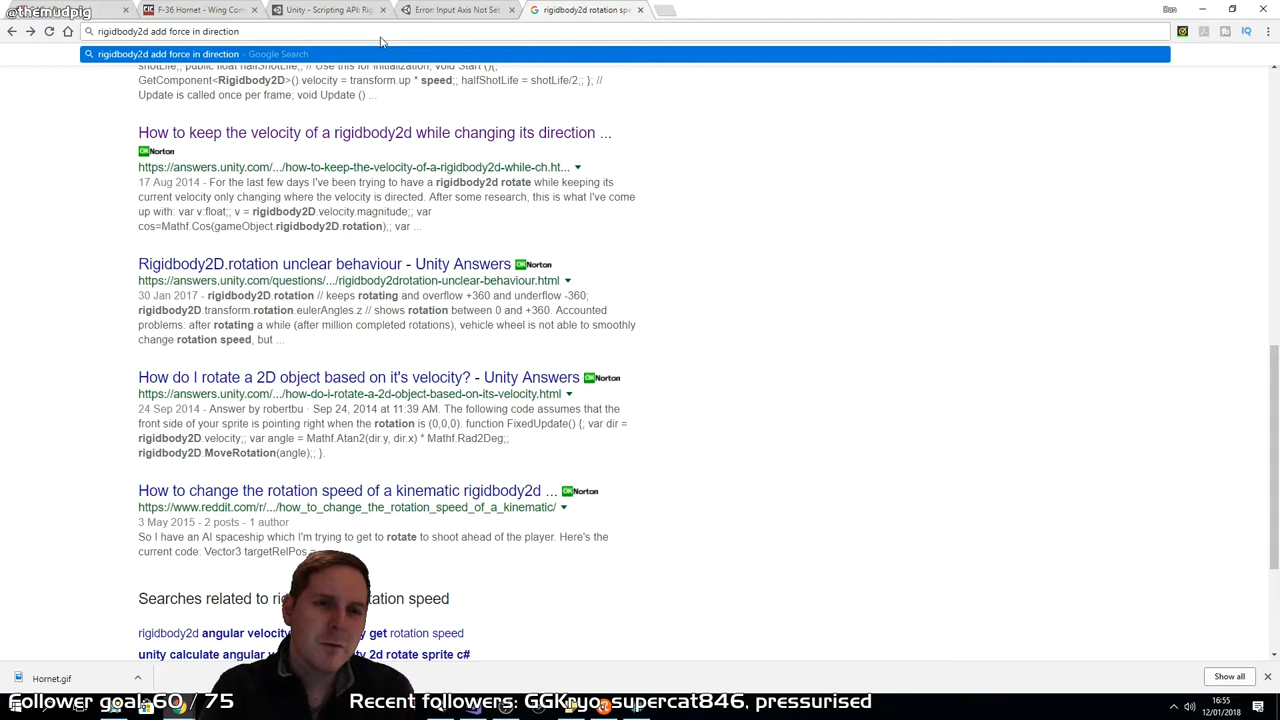 @themudpig
F-36 Hornet - Wing Com
Unity - Scripting API: Rig
Error: Input Axis Not Set
rigidbody2d rotation spe
Ben
rigidbody2d add force in direction
rigidbody2d add force in direction - Google Search
shotLife;; public float halfShotLife;; // Use this for initialization; void Start (){;
GetComponent<Rigidbody2D>().velocity = transform.up * speed;; halfShotLife = shotLife/2;; }; //
Update is called once per frame; void Update () ...
How to keep the velocity of a rigidbody2d while changing its direction ...
OK Norton
https://answers.unity.com/.../how-to-keep-the-velocity-of-a-rigidbody2d-while-ch.ht...
17 Aug 2014 - For the last few days I've been trying to have a rigidbody2d rotate while keeping its
current velocity only changing where the velocity is directed. After some research, this is what I've come
up with: var v:float;; v = rigidbody2D.velocity.magnitude;; var
cos=Mathf.Cos(gameObject.rigidbody2D.rotation);; var ...
Rigidbody2D.rotation unclear behaviour - Unity Answers OK Norton
https://answers.unity.com/questions/.../rigidbody2drotation-unclear-behaviour.html
30 Jan 2017 - rigidbody2D.rotation // keeps rotating and overflow +360 and underflow -360;
rigidbody2D.transform.rotation.eulerAngles.z // shows rotation between 0 and +360. Accounted
problems: after rotating a while (after million completed rotations), vehicle wheel is not able to smoothly
change rotation speed, but ...
How do I rotate a 2D object based on it's velocity? - Unity Answers OK Norton
https://answers.unity.com/.../how-do-i-rotate-a-2d-object-based-on-its-velocity.html
24 Sep 2014 - Answer by robertbu · Sep 24, 2014 at 11:39 AM. The following code assumes that the
front side of your sprite is pointing right when the rotation is (0,0,0). function FixedUpdate() {; var dir =
rigidbody2D.velocity;; var angle = Mathf.Atan2(dir.y, dir.x) * Mathf.Rad2Deg;;
rigidbody2D.MoveRotation(angle);; }.
How to change the rotation speed of a kinematic rigidbody2d ... OK Norton
https://www.reddit.com/r/.../how_to_change_the_rotation_speed_of_a_kinematic/
3 May 2015 - 2 posts - 1 author
So I have an AI spaceship which I'm trying to get to rotate to shoot ahead of the player. Here's the
current code: Vector3 targetRelPos =
Searches related to ri tation speed
rigidbody2d angular velocity get rotation speed
unity calculate angular v 2d rotate sprite c#
Hornet.gif
Show all
Follower goal: 60 / 75
Recent followers: GGKryo, supercat846, pressurised
16:55
12/01/2018